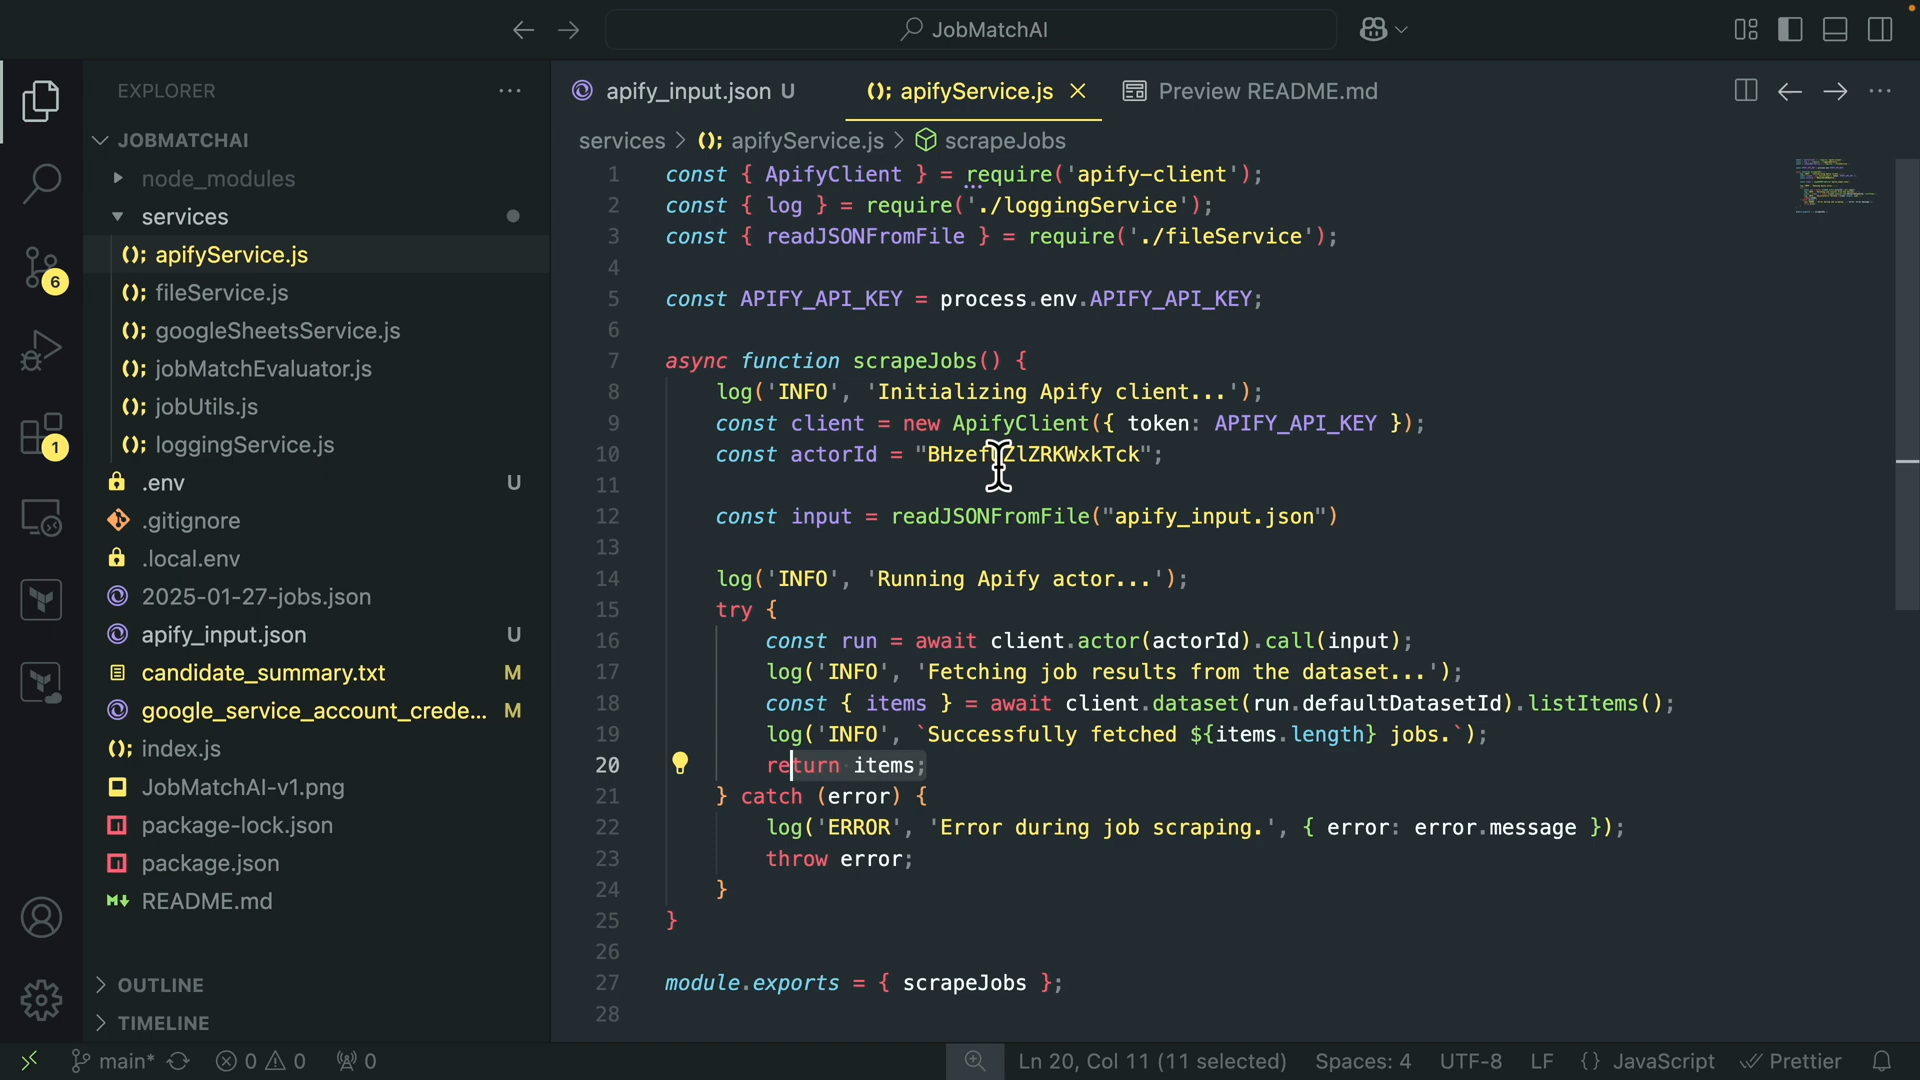 JobMatchAI
EXPLORER
JOBMATCHAI
node_modules
services
apifyService.js
fileService.js
googleSheetsService.js
jobMatchEvaluator.js
jobUtils.js
loggingService.js
.env U
.gitignore
.local.env
2025-01-27-jobs.json
apify_input.json U
candidate_summary.txt M
google_service_account_crede... M
index.js
JobMatchAI-v1.png
package-lock.json
package.json
README.md
OUTLINE
TIMELINE
6
1
apify_input.json U
apifyService.js
Preview README.md
services > apifyService.js > scrapeJobs
1 const { ApifyClient } = require('apify-client');
2 const { log } = require('./loggingService');
3 const { readJSONFromFile } = require('./fileService');
4
5 const APIFY_API_KEY = process.env.APIFY_API_KEY;
6
7 async function scrapeJobs() {
8 log('INFO', 'Initializing Apify client...');
9 const client = new ApifyClient({ token: APIFY_API_KEY });
10 const actorId =
11
12 const input = readJSONFromFile("apify_input.json")
13
14 log('INFO', 'Running Apify actor...');
15 try {
16 const run = await client.actor(actorId).call(input);
17 log('INFO', 'Fetching job results from the dataset...');
18 const { items } = await client.dataset(run.defaultDatasetId).listItems();
19 log('INFO', `Successfully fetched ${items.length} jobs.`);
20 return items;
21 } catch (error) {
22 log('ERROR', 'Error during job scraping.', { error: error.message });
23 throw error;
24 }
25 }
26
27 module.exports = { scrapeJobs };
28
main* 0 0 0
Ln 20, Col 11 (11 selected) Spaces: 4 UTF-8 LF {} JavaScript Prettier